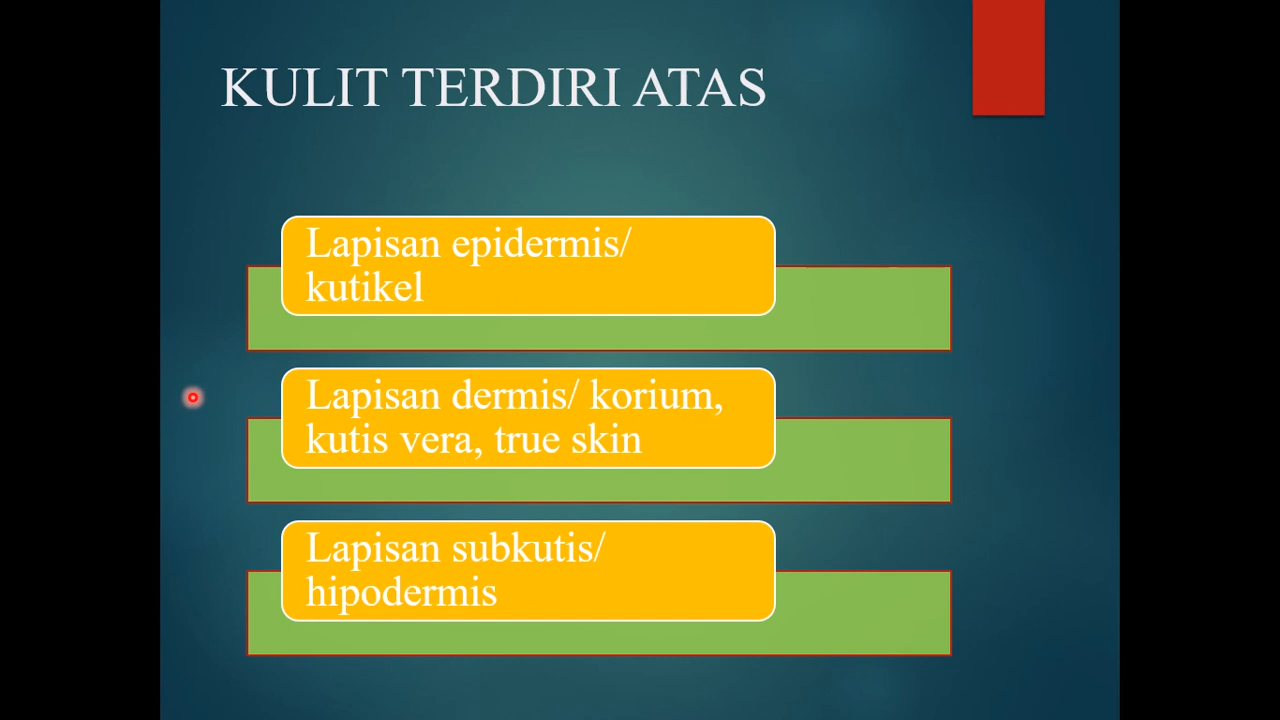 KULIT TERDIRI ATAS
Lapisan epidermis/
kutikel
Lapisan dermis/ korium,
kutis vera, true skin
Lapisan subkutis/
hipodermis